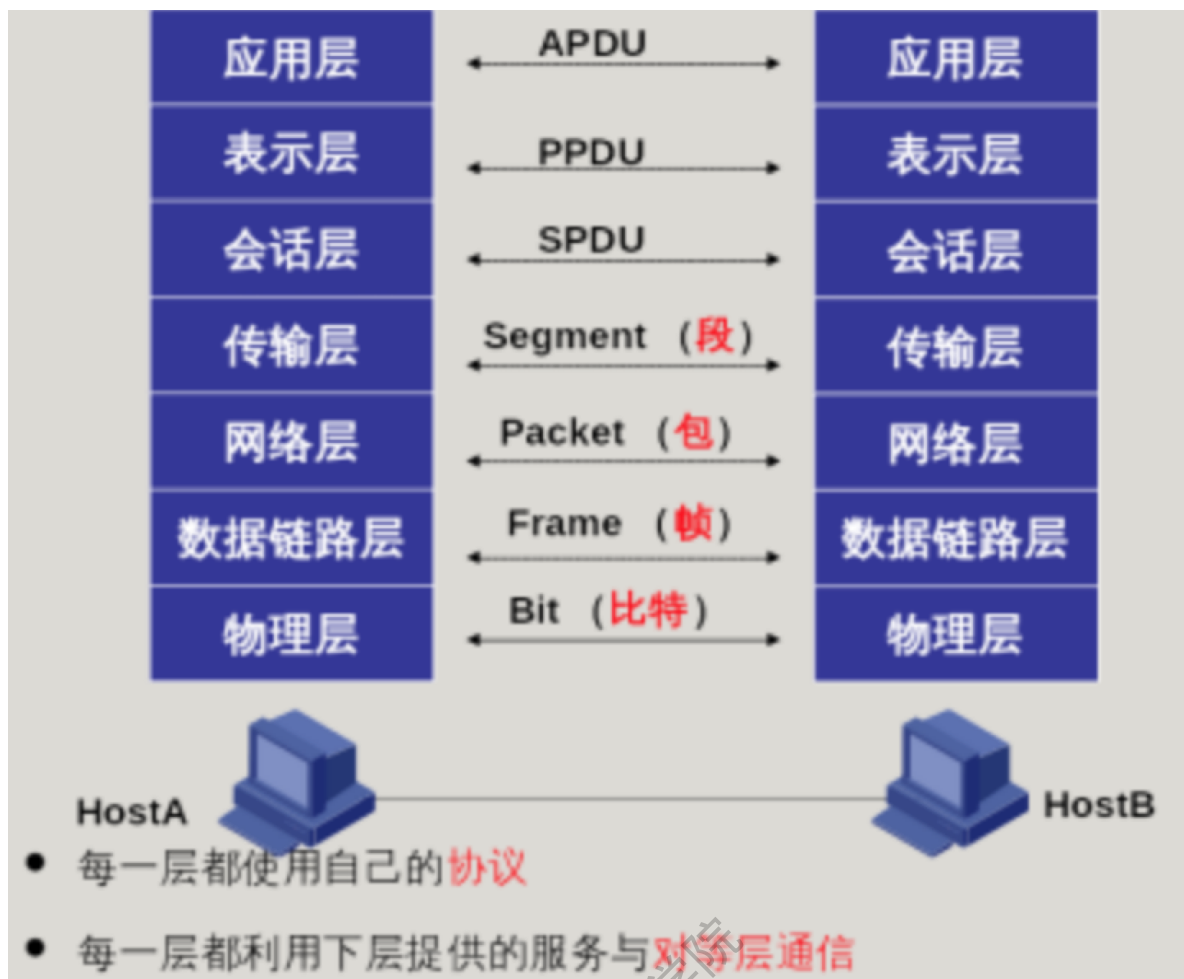 应用层 APDU 应用层
表示层 PPDU 表示层
会话层 SPDU 会话层
传输层 Segment （段） 传输层
网络层 Packet （包） 网络层
数据链路层 Frame （帧） 数据链路层
物理层 Bit （比特） 物理层
HostA HostB
● 每一层都使用自己的协议
● 每一层都利用下层提供的服务与对等层通信
学院